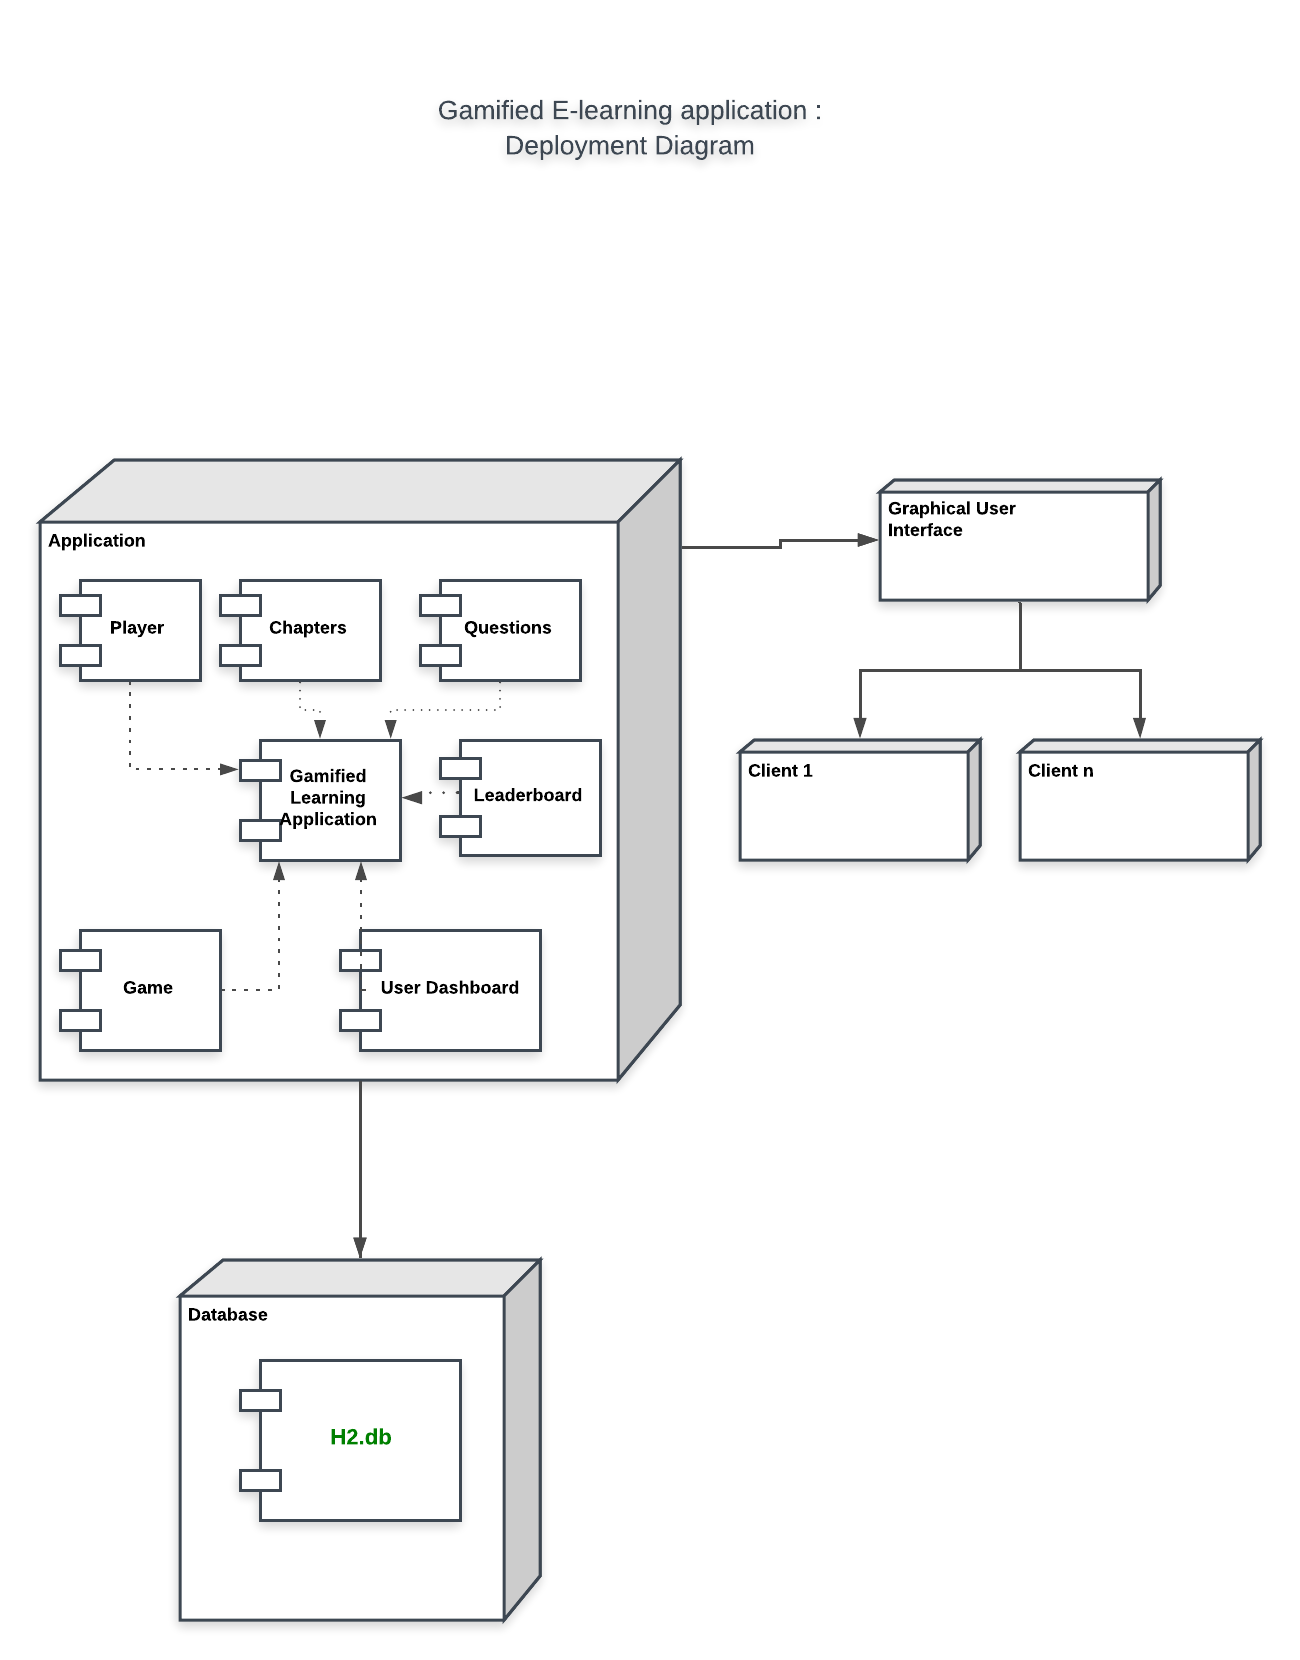 Gamified E-learning application :
Deployment Diagram
Application
Player
Chapters
Questions
Gamified
Learning
Application
Leaderboard
Game
User Dashboard
Graphical User
Interface
Client 1
Client n
Database
H2.db